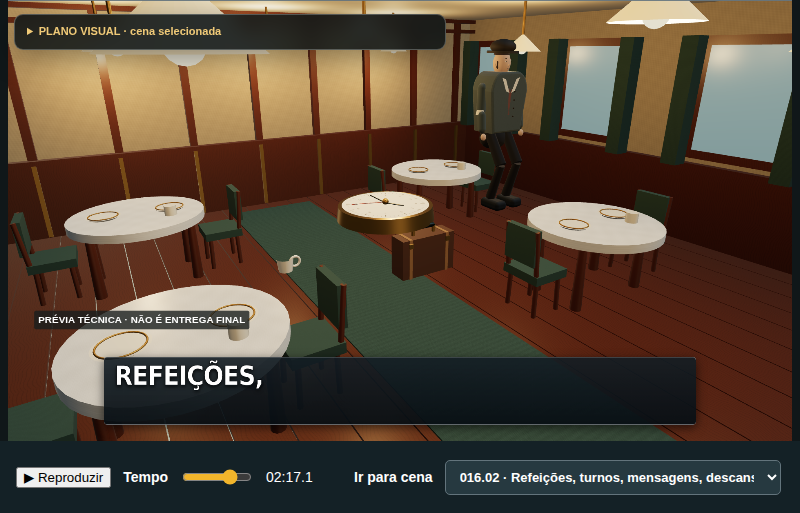 ▶ PLANO VISUAL · cena selecionada
PRÉVIA TÉCNICA · NÃO É ENTREGA FINAL
REFEIÇÕES,
▶ Reproduzir Tempo 02:17.1 Ir para cena 016.02 · Refeições, turnos, mensagens, descans